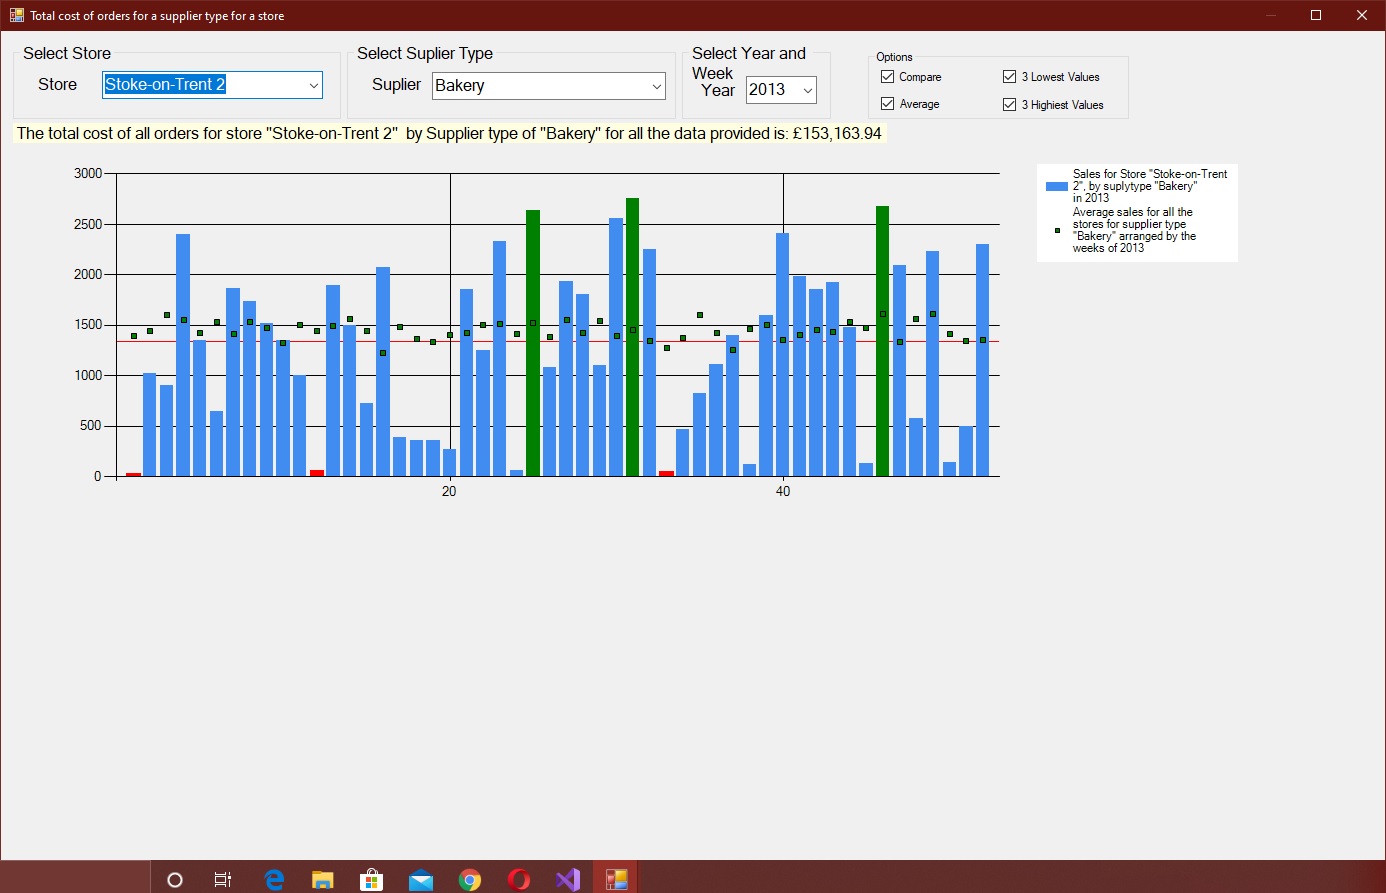 Total cost of orders for a supplier type for a store
Select Store
Store
Stoke-on-Trent 2
Select Suplier Type
Suplier
Bakery
Select Year and
Week
Year
2013
Options
Compare
3 Lowest Values
Average
3 Highest Values
The total cost of all orders for store "Stoke-on-Trent 2"  by Supplier type of "Bakery" for all the data provided is: £153,163.94
3000
2500
2000
1500
1000
500
0
20
40
Sales for Store "Stoke-on-Trent
2", by suplytype "Bakery"
in 2013
Average sales for all the
stores for supplier type
"Bakery" arranged by the
weeks of 2013